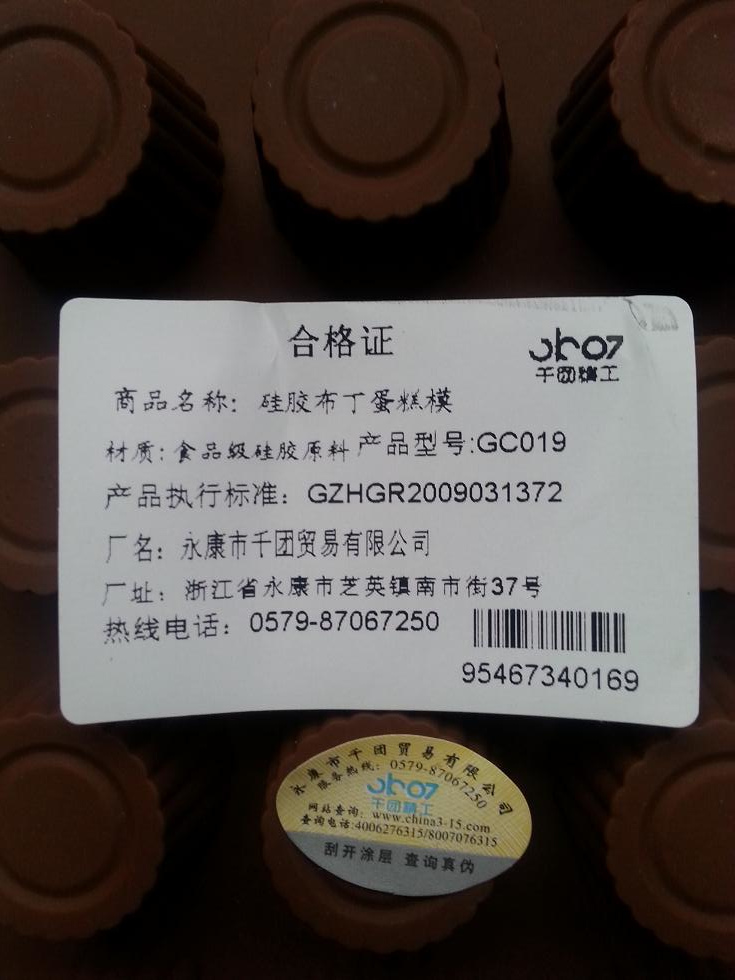 合格证
千团精工
商品名称：硅胶布丁蛋糕模
材质：食品级硅胶原料 产品型号:GC019
产品执行标准：GZHGR2009031372
厂名：永康市千团贸易有限公司
厂址：浙江省永康市芝英镇南市街37号
热线电话：0579-87067250
95467340169
永康市千团贸易有限公司
服务热线：0579-87067250
千团精工
网站查询：www.china3-15.com
查询电话:4006276315/8007076315
刮开涂层 查询真伪